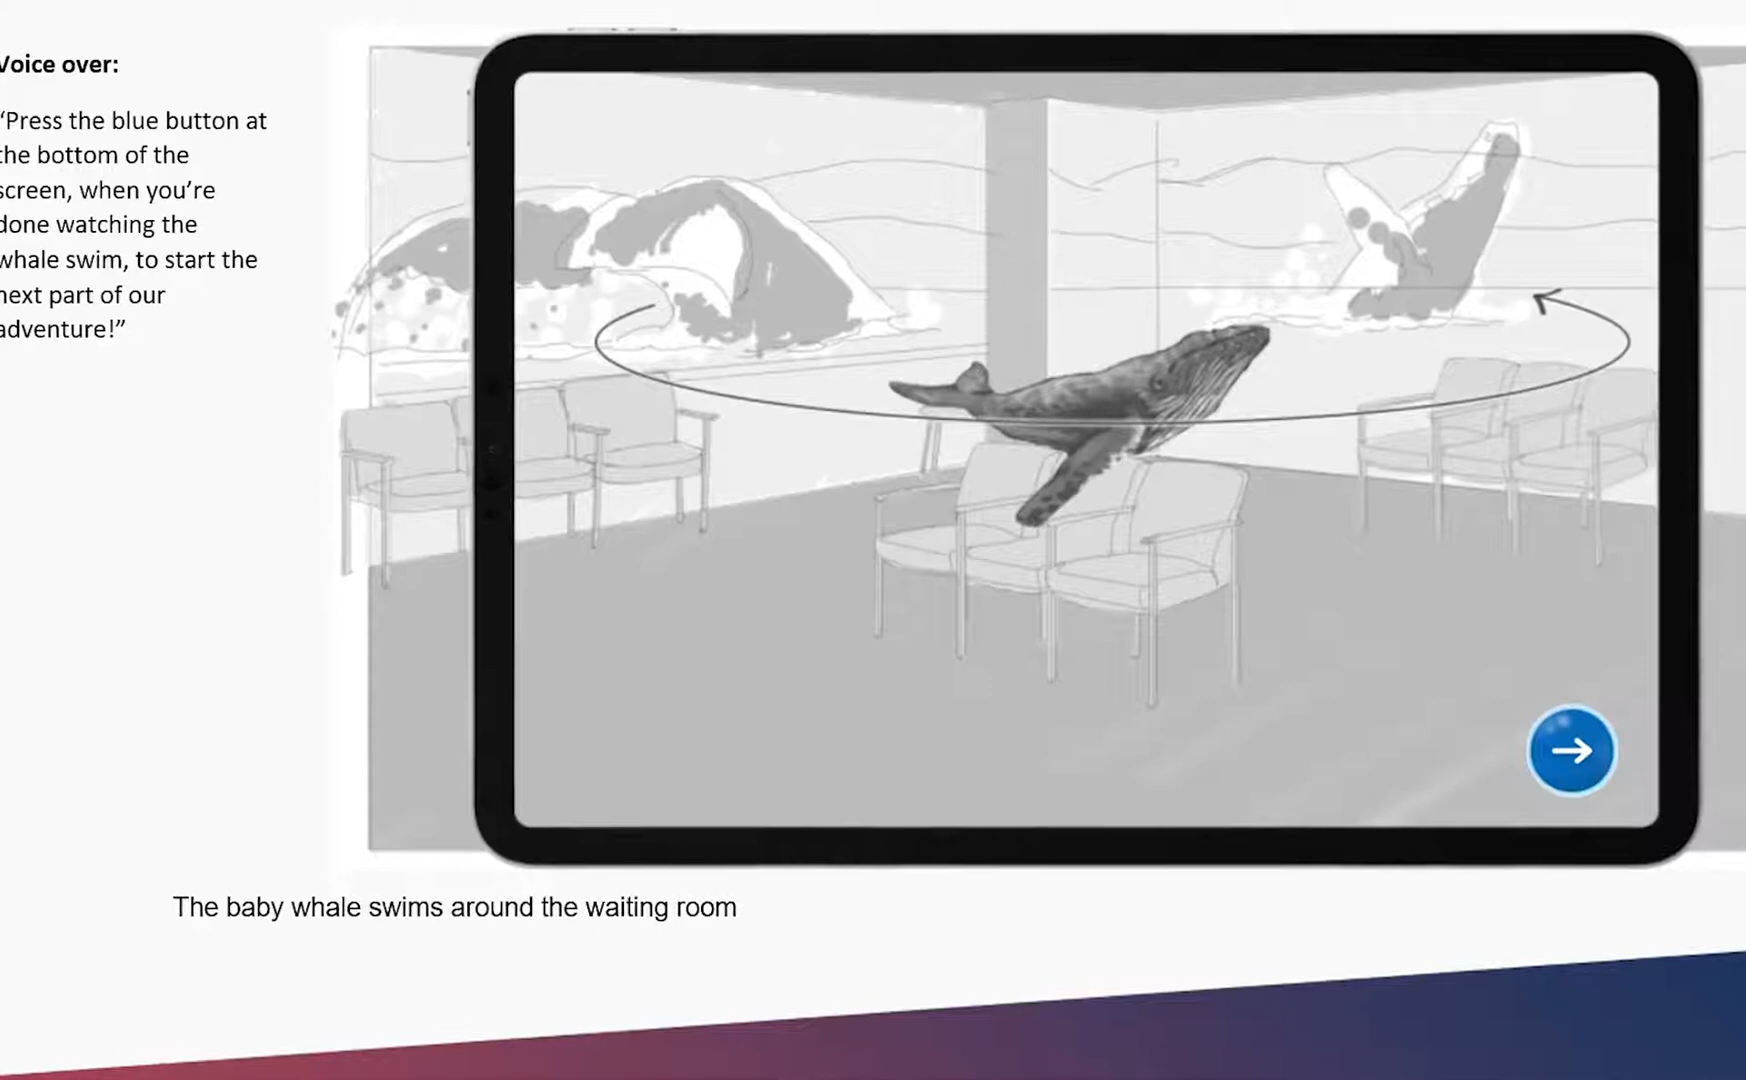 Voice over:
“Press the blue button at
the bottom of the
screen, when you’re
done watching the
whale swim, to start the
next part of our
adventure!”
The baby whale swims around the waiting room